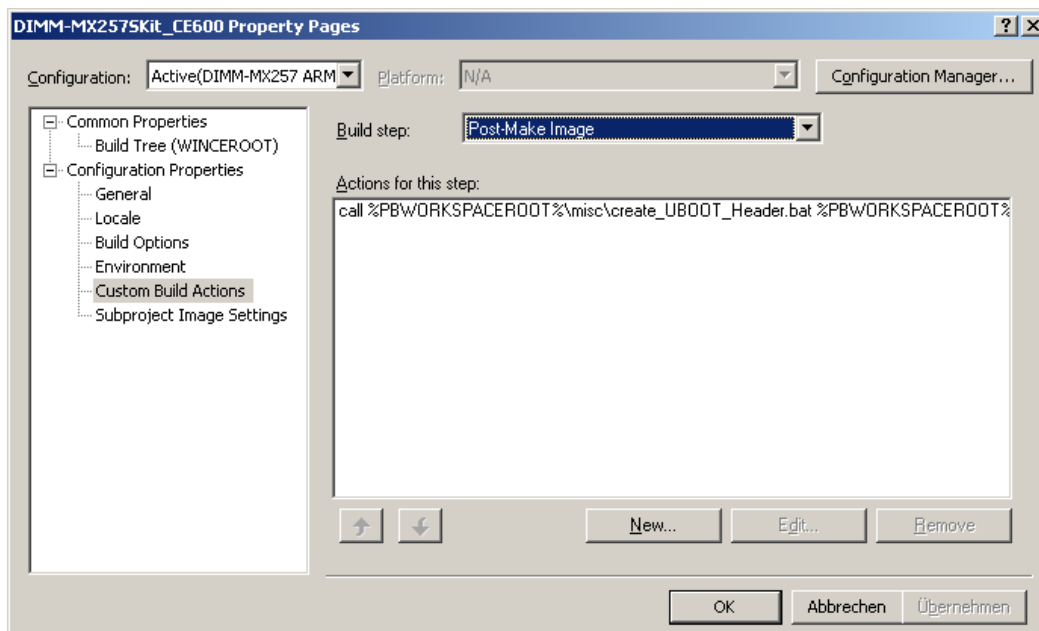 DIMM-MX257SKit_CE600 Property Pages
Configuration: Active(DIMM-MX257 ARM Platform: N/A Configuration Manager...
Common Properties
Build Tree (WINCEROOT)
Configuration Properties
General
Locale
Build Options
Environment
Custom Build Actions
Subproject Image Settings
Build step: Post-Make Image
Actions for this step:
call %PBWORKSPACEROOT%\misc\create_UBOOT_Header.bat %PBWORKSPACEROOT%
New... Edit... Remove
OK Abbrechen Übernehmen